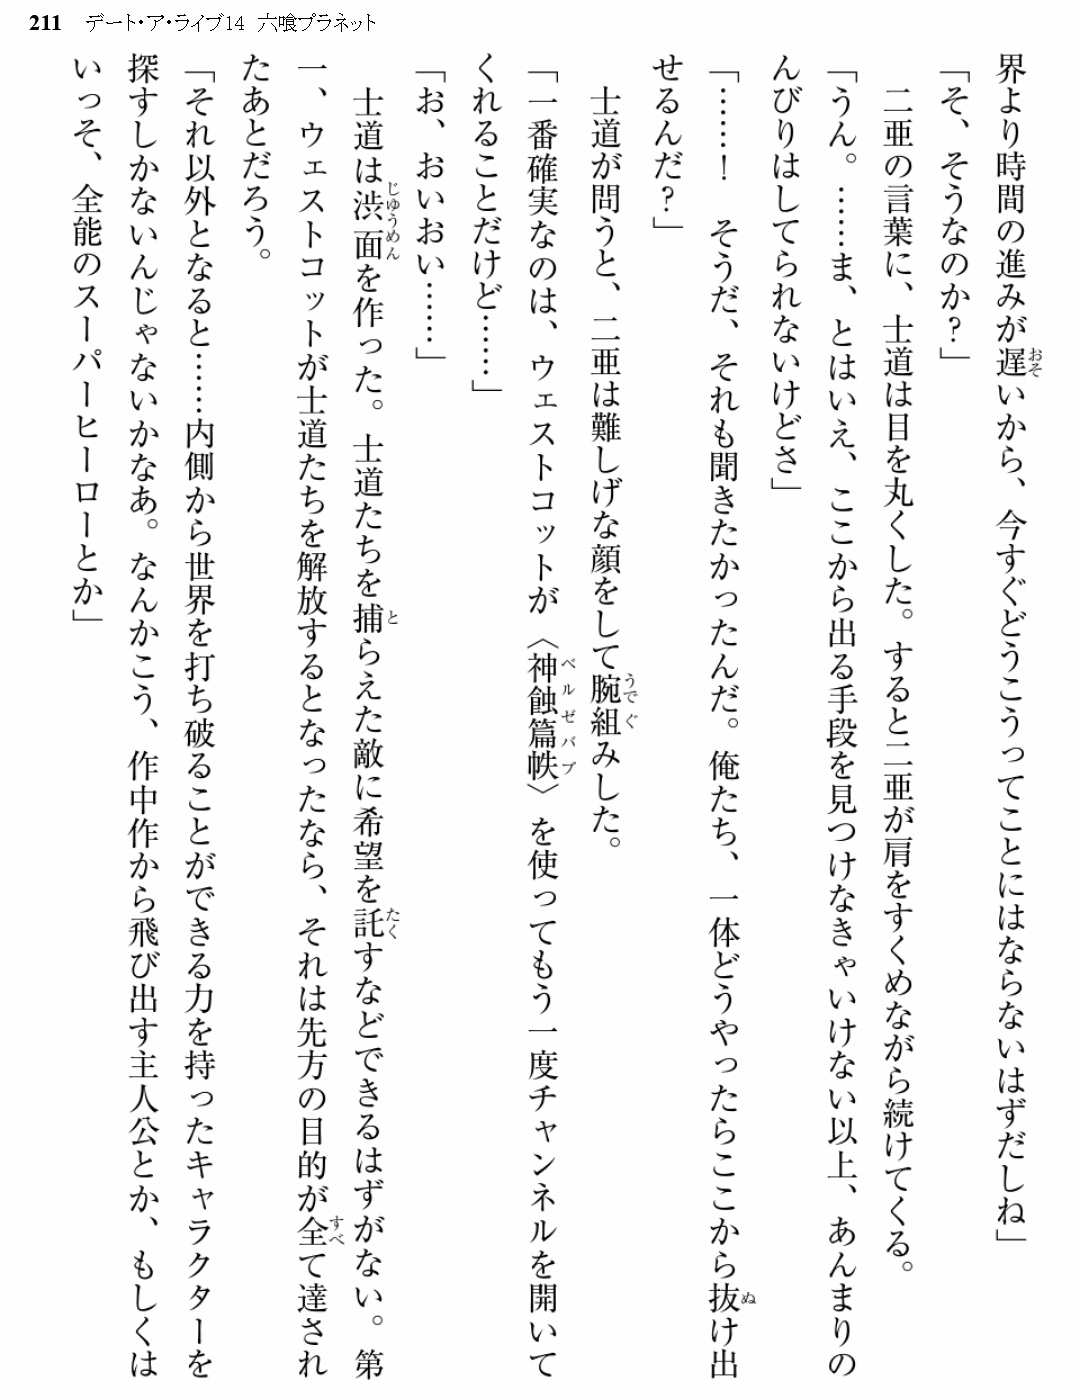 211 デート・ア・ライブ14 六喰プラネット
界より時間の進みが遅いから、今すぐどうこうってことにはならないはずだしね」
「そ、そうなのか？」
　二亜の言葉に、士道は目を丸くした。すると二亜が肩をすくめながら続けてくる。
「うん。……ま、とはいえ、ここから出る手段を見つけなきゃいけない以上、あんまりの
んびりはしてられないけどさ」
「……！　そうだ、それも聞きたかったんだ。俺たち、一体どうやったらここから抜け出
せるんだ？」
　士道が問うと、二亜は難しげな顔をして腕組みした。
「一番確実なのは、ウェストコットが〈神蝕篇帙〉を使ってもう一度チャンネルを開いて
くれることだけど……」
「お、おいおい……」
　士道は渋面を作った。士道たちを捕らえた敵に希望を託すなどできるはずがない。第
一、ウェストコットが士道たちを解放するとなったなら、それは先方の目的が全て達され
たあとだろう。
「それ以外となると……内側から世界を打ち破ることができる力を持ったキャラクターを
探すしかないんじゃないかなあ。なんかこう、作中作から飛び出す主人公とか、もしくは
いっそ、全能のスーパーヒーローとか」